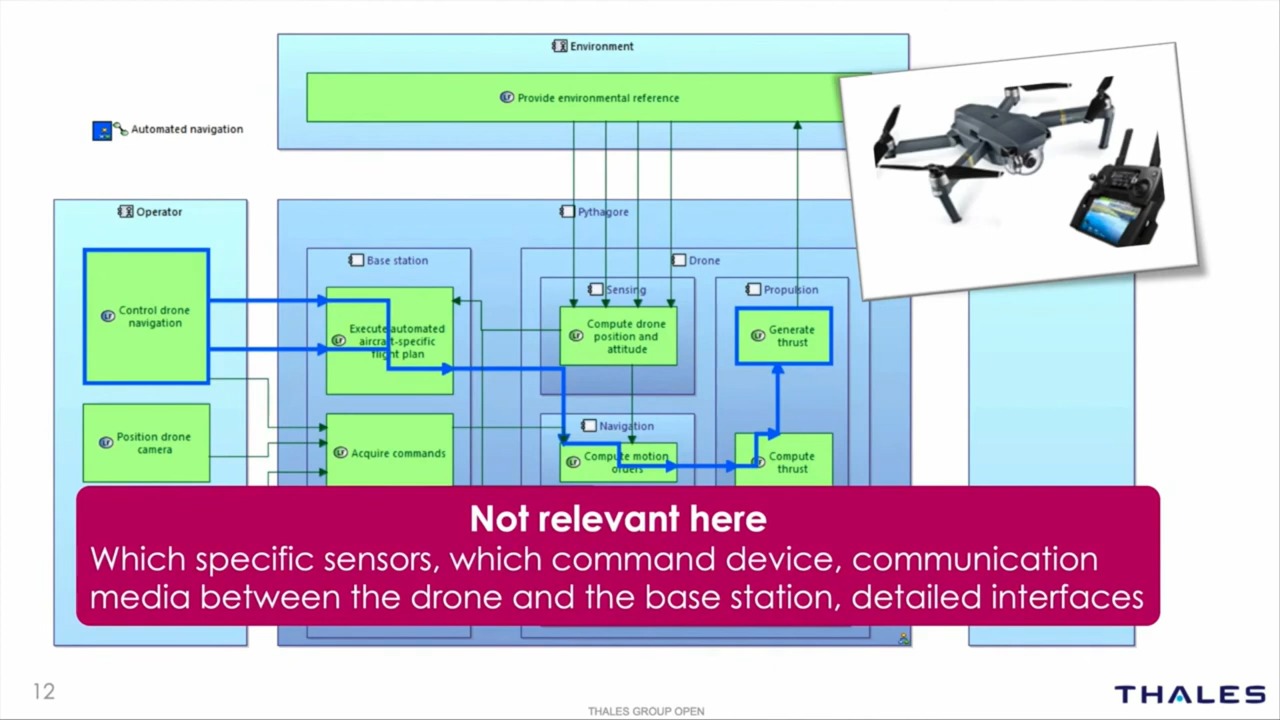 Environment
Provide environmental reference
Automated navigation
Operator
Pythagore
Base station
Drone
Sensing
Propulsion
Control drone
navigation
Execute automated
aircraft-specific
flight plan
Compute drone
position and
attitude
Generate
thrust
Navigation
Position drone
camera
Acquire commands
Compute motion
orders
Compute
thrust
Not relevant here
Which specific sensors, which command device, communication
media between the drone and the base station, detailed interfaces
12
THALES GROUP OPEN
THALES